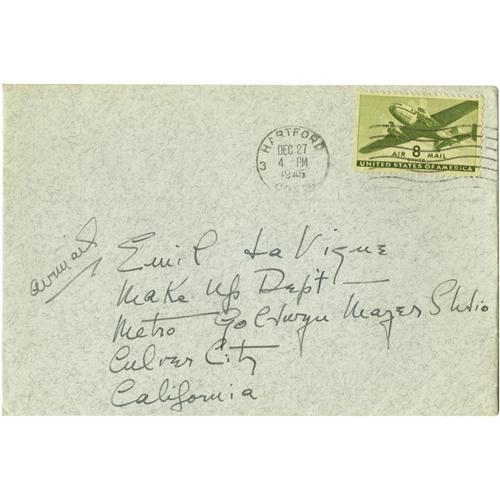 HARTFORD
DEC 27
4 PM
1945
CONN
3
AIR 8 MAIL
CENTS
UNITED STATES OF AMERICA
airmail
Emil La Vigne
Make Up Dept
Metro Goldwyn Mayer Studio
Culver City
California